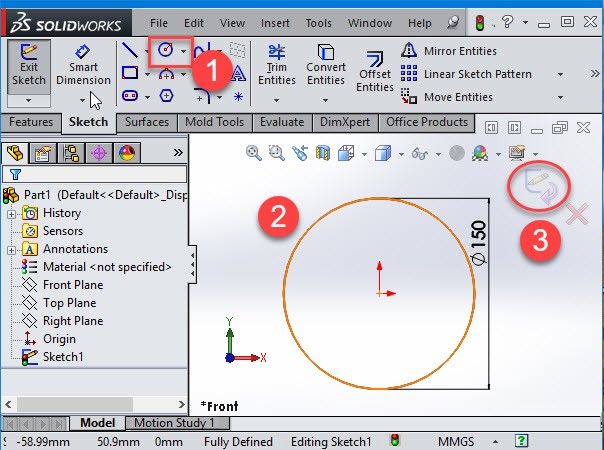 SOLIDWORKS File Edit View Insert Tools Window Help ?
1
Exit Sketch
Smart Dimension
Trim Entities
Convert Entities
Offset Entities
Mirror Entities
Linear Sketch Pattern
Move Entities
»
Features Sketch Surfaces Mold Tools Evaluate DimXpert Office Products
»
Part1 (Default<<Default>_Disp
History
Sensors
A Annotations
Material <not specified>
Front Plane
Top Plane
Right Plane
Origin
Sketch1
2
3
Ø 150
Y
X
*Front
Model Motion Study 1
-58.99mm 50.9mm 0mm Fully Defined Editing Sketch1 MMGS ?